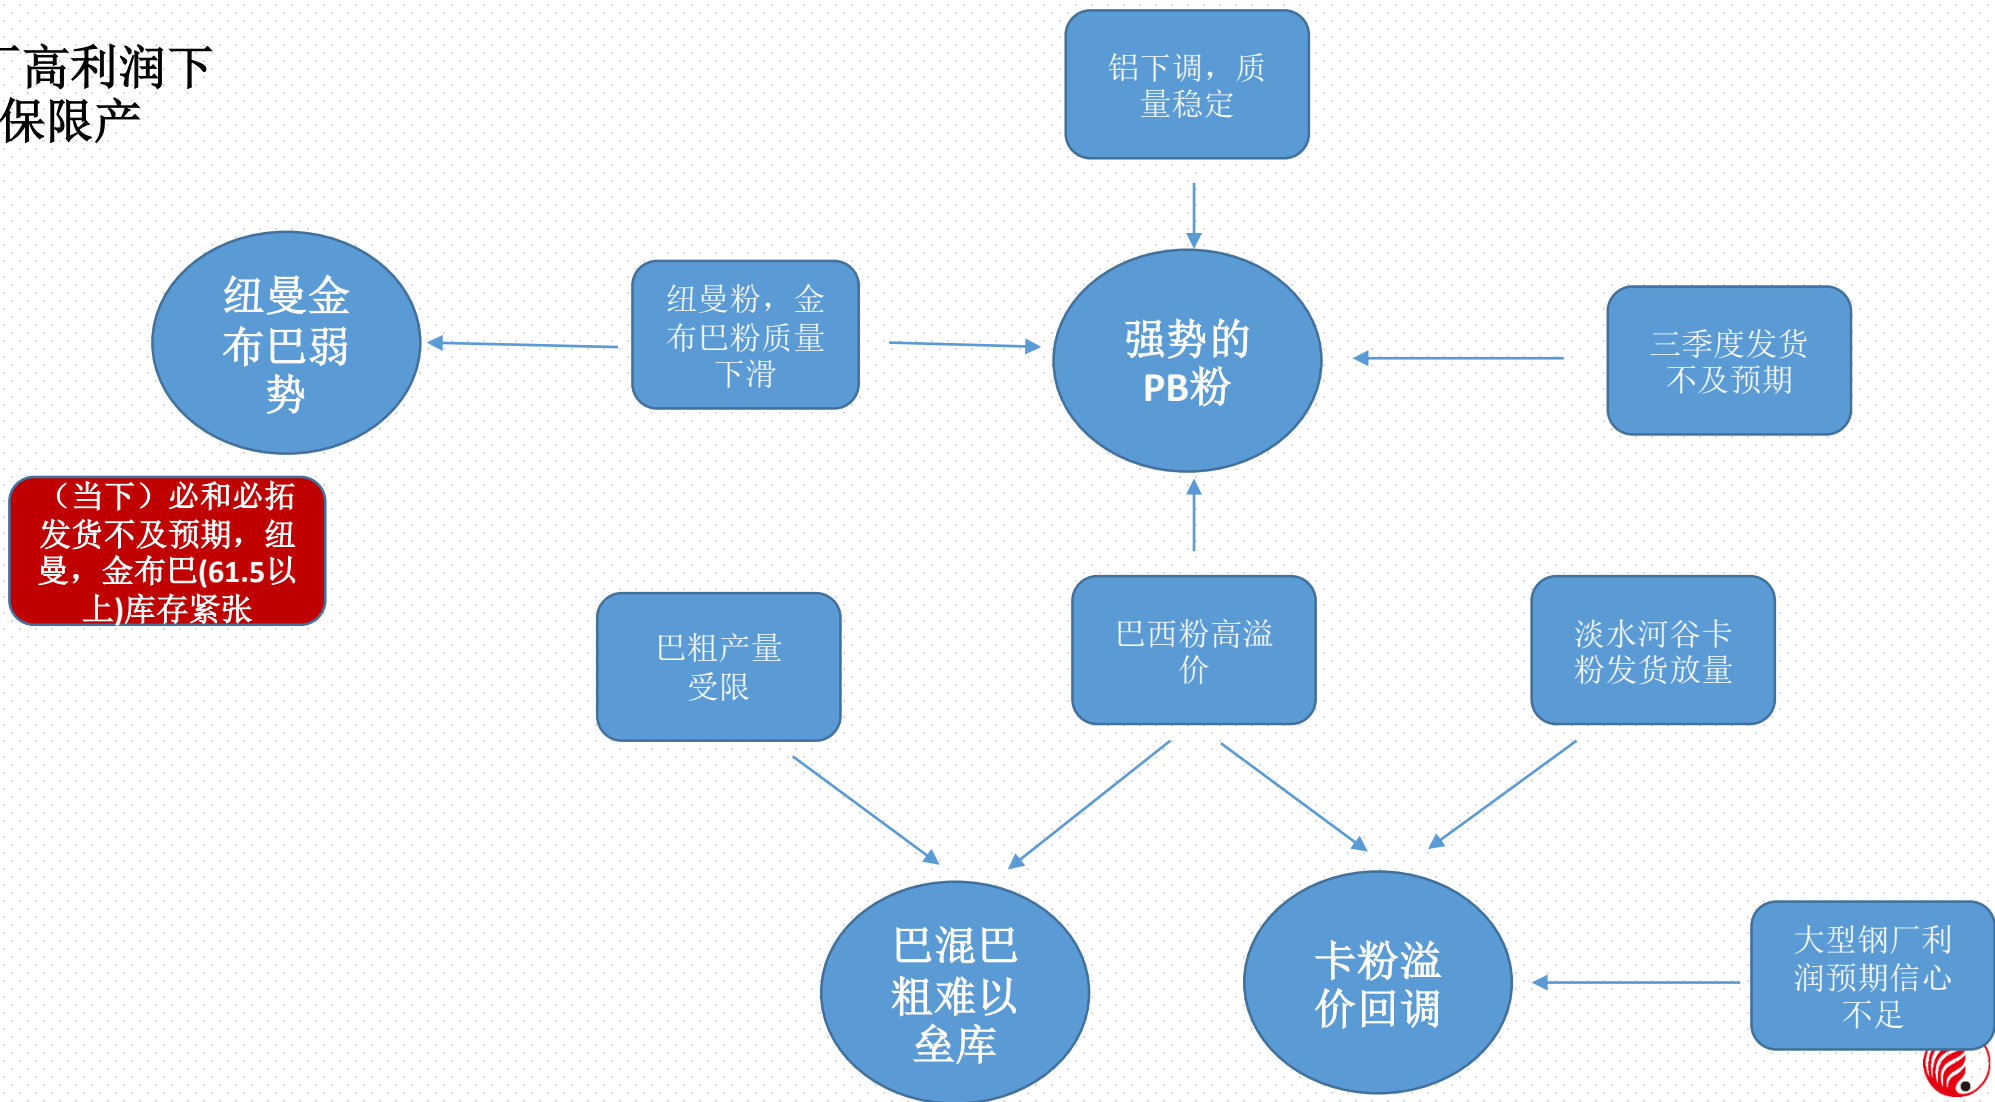 高利润下
保限产
铝下调，质
量稳定
纽曼金
布巴弱
势
纽曼粉，金
布巴粉质量
下滑
强势的
PB粉
三季度发货
不及预期
（当下）必和必拓
发货不及预期，纽
曼，金布巴(61.5以
上)库存紧张
巴粗产量
受限
巴西粉高溢
价
淡水河谷卡
粉发货放量
巴混巴
粗难以
垒库
卡粉溢
价回调
大型钢厂利
润预期信心
不足